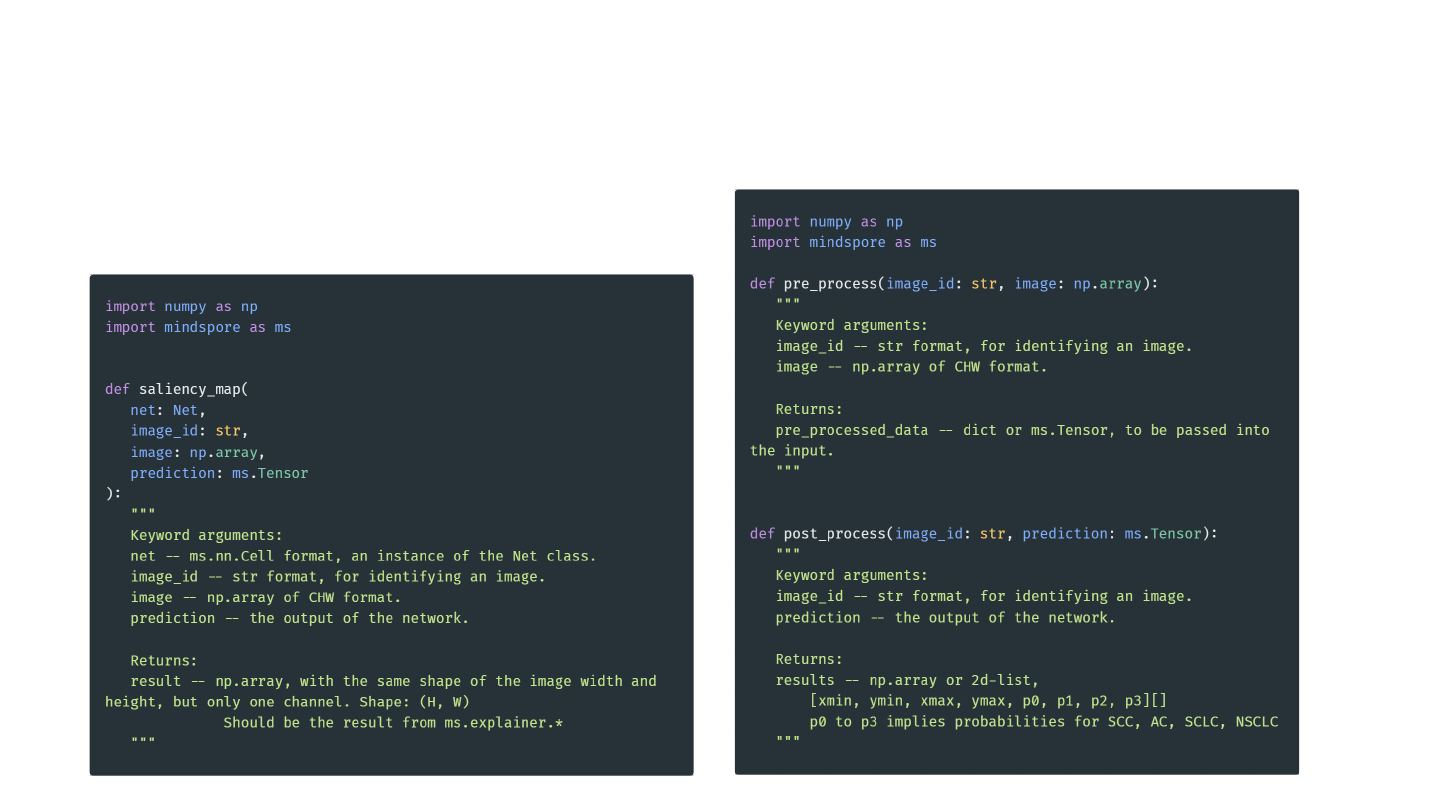 import numpy as np
import mindspore as ms
def saliency_map(
net: Net,
image_id: str,
image: np.array,
prediction: ms.Tensor
):
"""
Keyword arguments:
net -- ms.nn.Cell format, an instance of the Net class.
image_id -- str format, for identifying an image.
image -- np.array of CHW format.
prediction -- the output of the network.
Returns:
result -- np.array, with the same shape of the image width and
height, but only one channel. Shape: (H, W)
Should be the result from ms.explainer.*
"""
import numpy as np
import mindspore as ms
def pre_process(image_id: str, image: np.array):
"""
Keyword arguments:
image_id -- str format, for identifying an image.
image -- np.array of CHW format.
Returns:
pre_processed_data -- dict or ms.Tensor, to be passed into
the input.
"""
def post_process(image_id: str, prediction: ms.Tensor):
"""
Keyword arguments:
image_id -- str format, for identifying an image.
prediction -- the output of the network.
Returns:
results -- np.array or 2d-list,
[xmin, ymin, xmax, ymax, p0, p1, p2, p3][]
p0 to p3 implies probabilities for SCC, AC, SCLC, NSCLC
"""